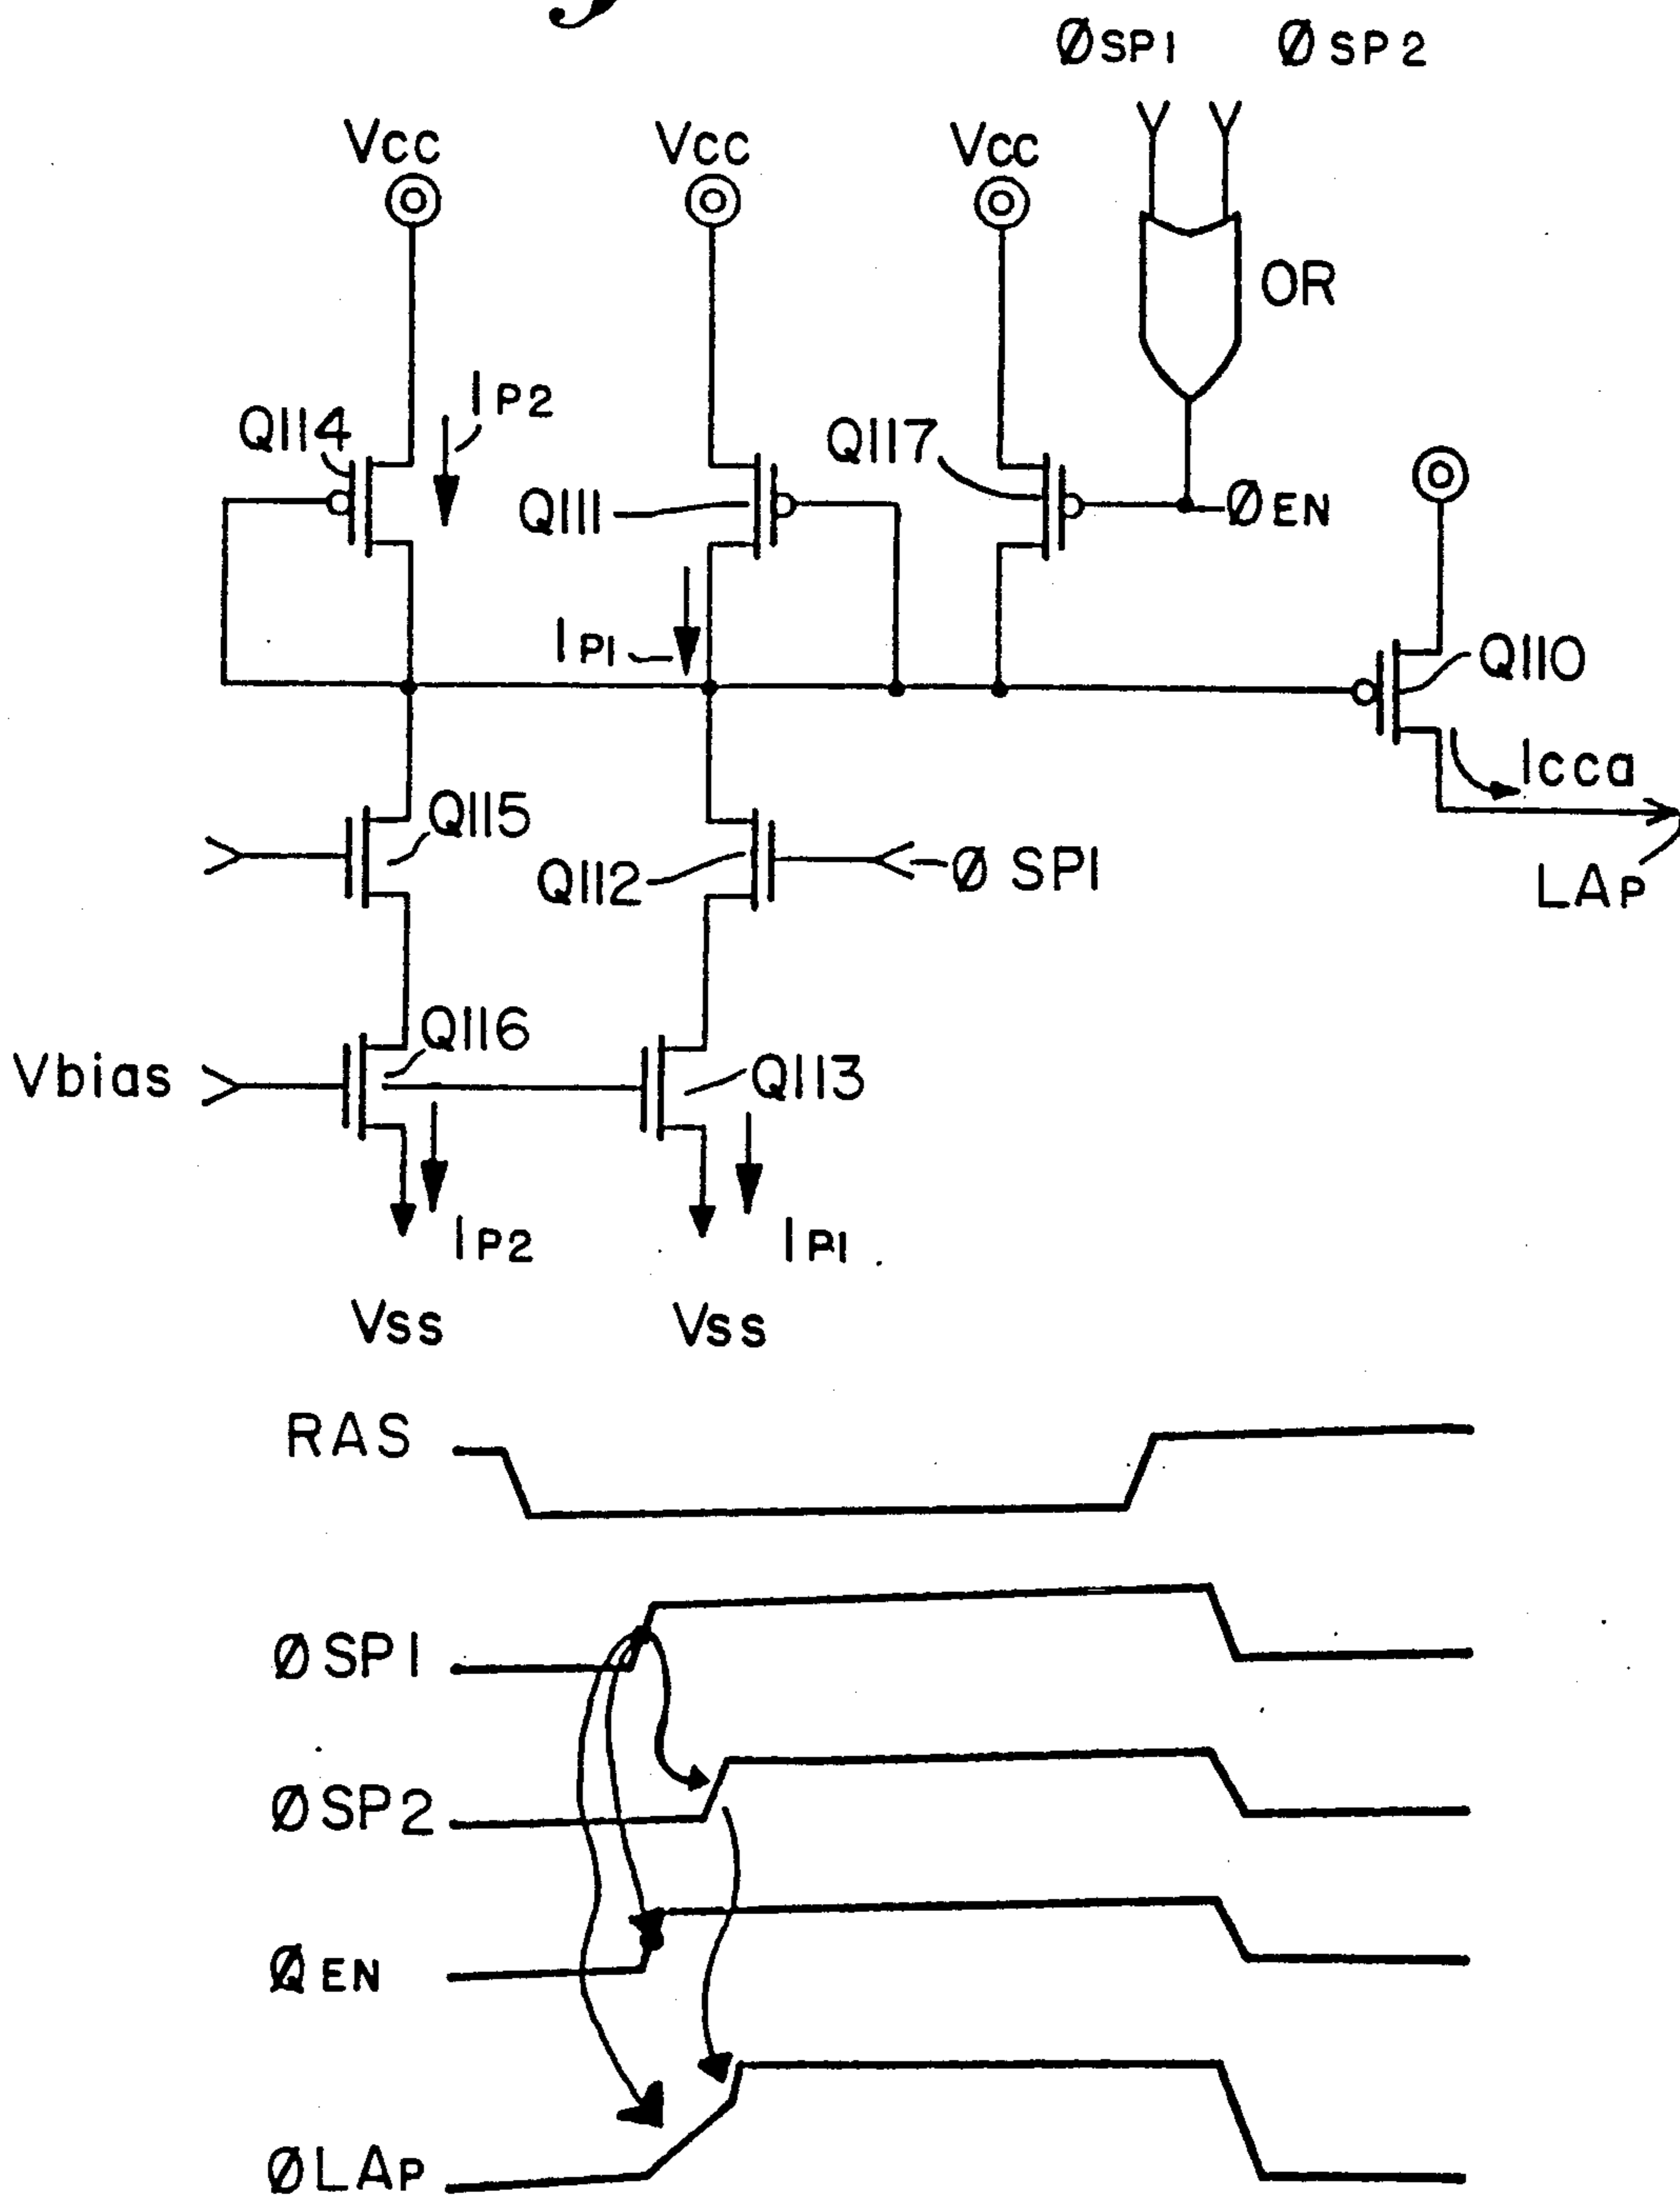 ØSP1 ØSP2
Vcc Vcc Vcc
OR
IP2
Q114
Q117
Q111
ØEN
IP1
Q110
Icca
Q115
Q112
Ø SP1
LAP
Q116
Vbias
Q113
IP2
IP1
Vss Vss
RAS
ØSP1
ØSP2
ØEN
ØLAP